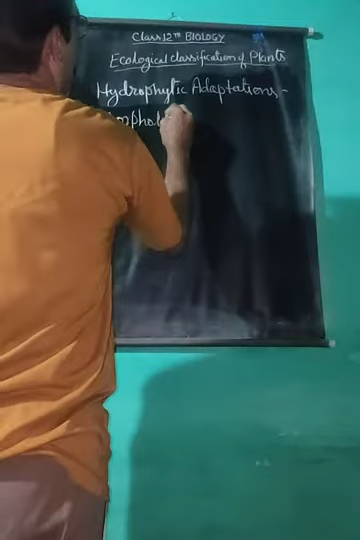 Class 12th BIOLOGY
Ecological classification of Plants
Hydrophytic Adaptations -